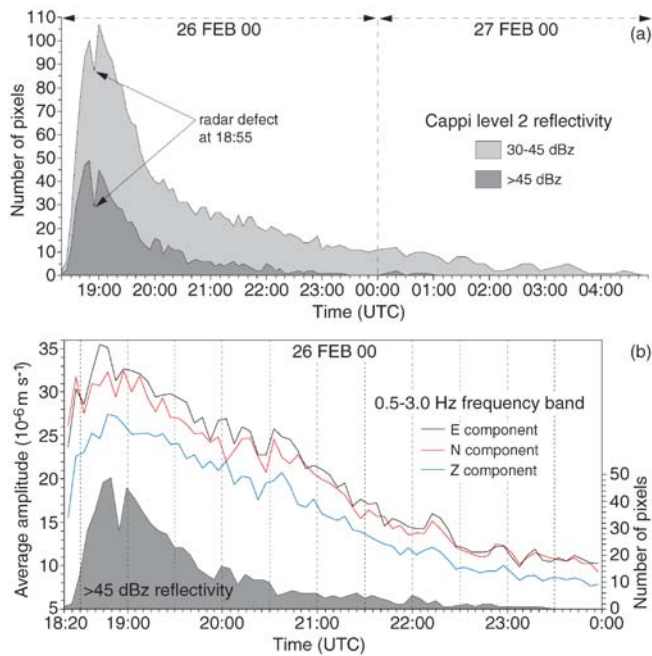 26 FEB 00
27 FEB 00
(a)
110
100
90
80
70
60
50
40
30
20
10
0
Number of pixels
radar defect
at 18:55
Cappi level 2 reflectivity
30-45 dBz
>45 dBz
19:00 20:00 21:00 22:00 23:00 00:00 01:00 02:00 03:00 04:00
Time (UTC)
26 FEB 00
(b)
35
30
25
20
15
10
5
Average amplitude (10⁻⁶m s⁻¹)
0.5-3.0 Hz frequency band
E component
N component
Z component
50
40
30
20
10
0
Number of pixels
>45 dBz reflectivity
18:20 19:00 20:00 21:00 22:00 23:00 0:00
Time (UTC)